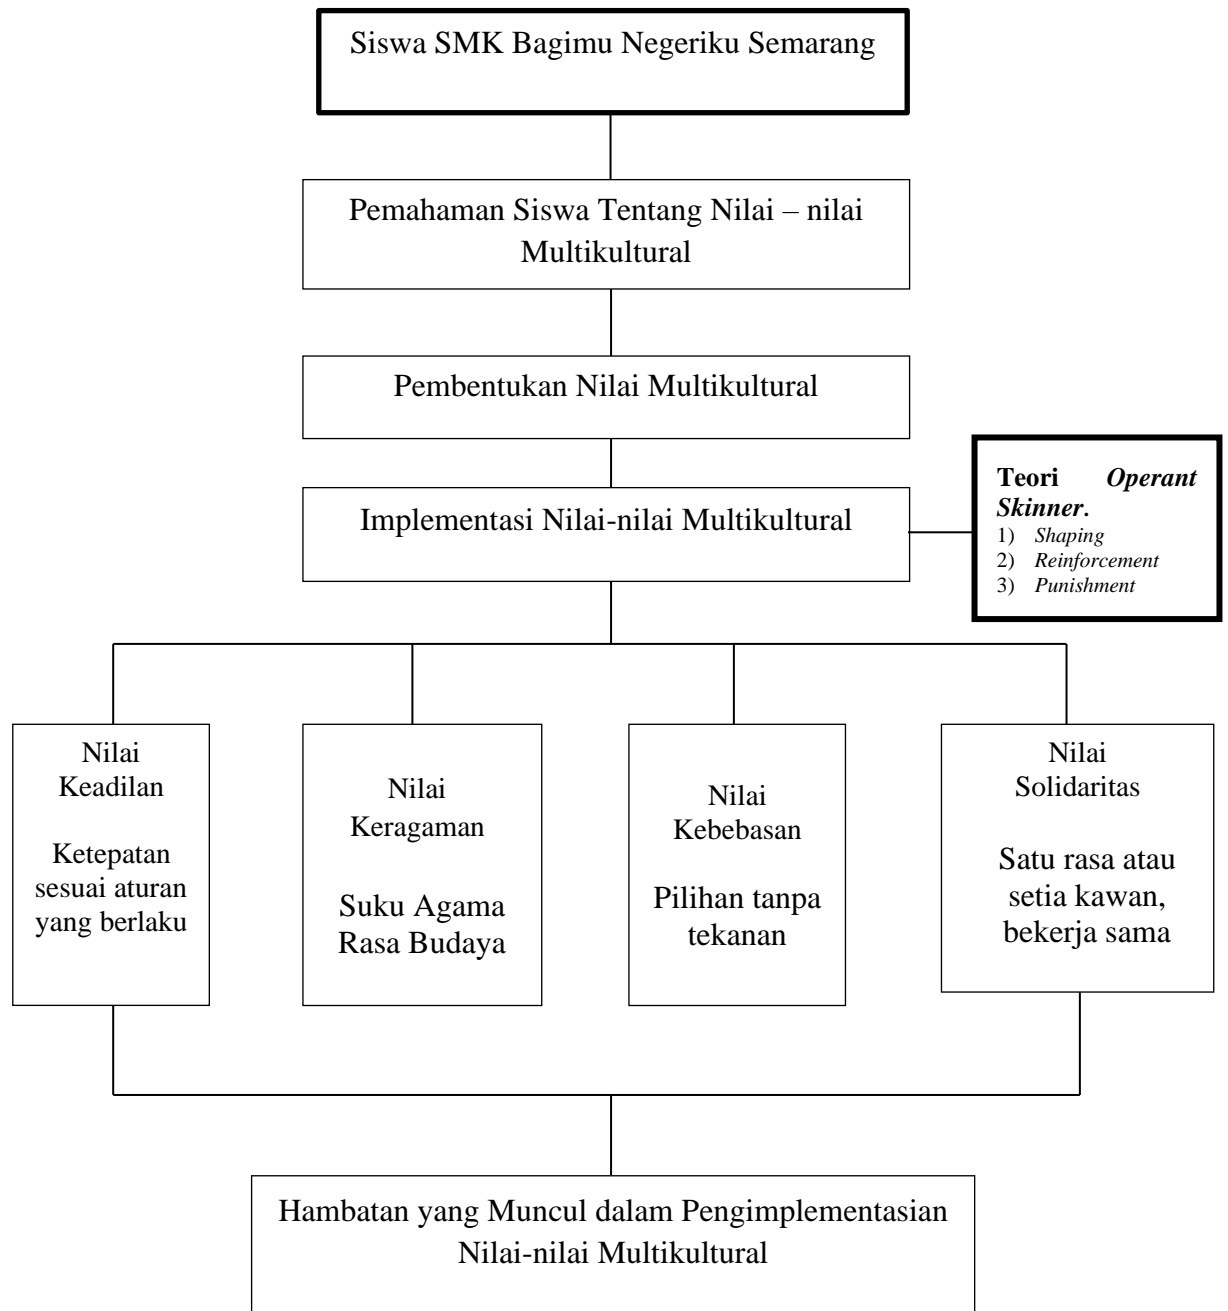 Siswa SMK Bagimu Negeriku Semarang
Pemahaman Siswa Tentang Nilai – nilai
Multikultural
Pembentukan Nilai Multikultural
Implementasi Nilai-nilai Multikultural
Teori Operant
Skinner.
1) Shaping
2) Reinforcement
3) Punishment
Nilai
Keadilan
Ketepatan
sesuai aturan
yang berlaku
Nilai
Keragaman
Suku Agama
Rasa Budaya
Nilai
Kebebasan
Pilihan tanpa
tekanan
Nilai
Solidaritas
Satu rasa atau
setia kawan,
bekerja sama
Hambatan yang Muncul dalam Pengimplementasian
Nilai-nilai Multikultural